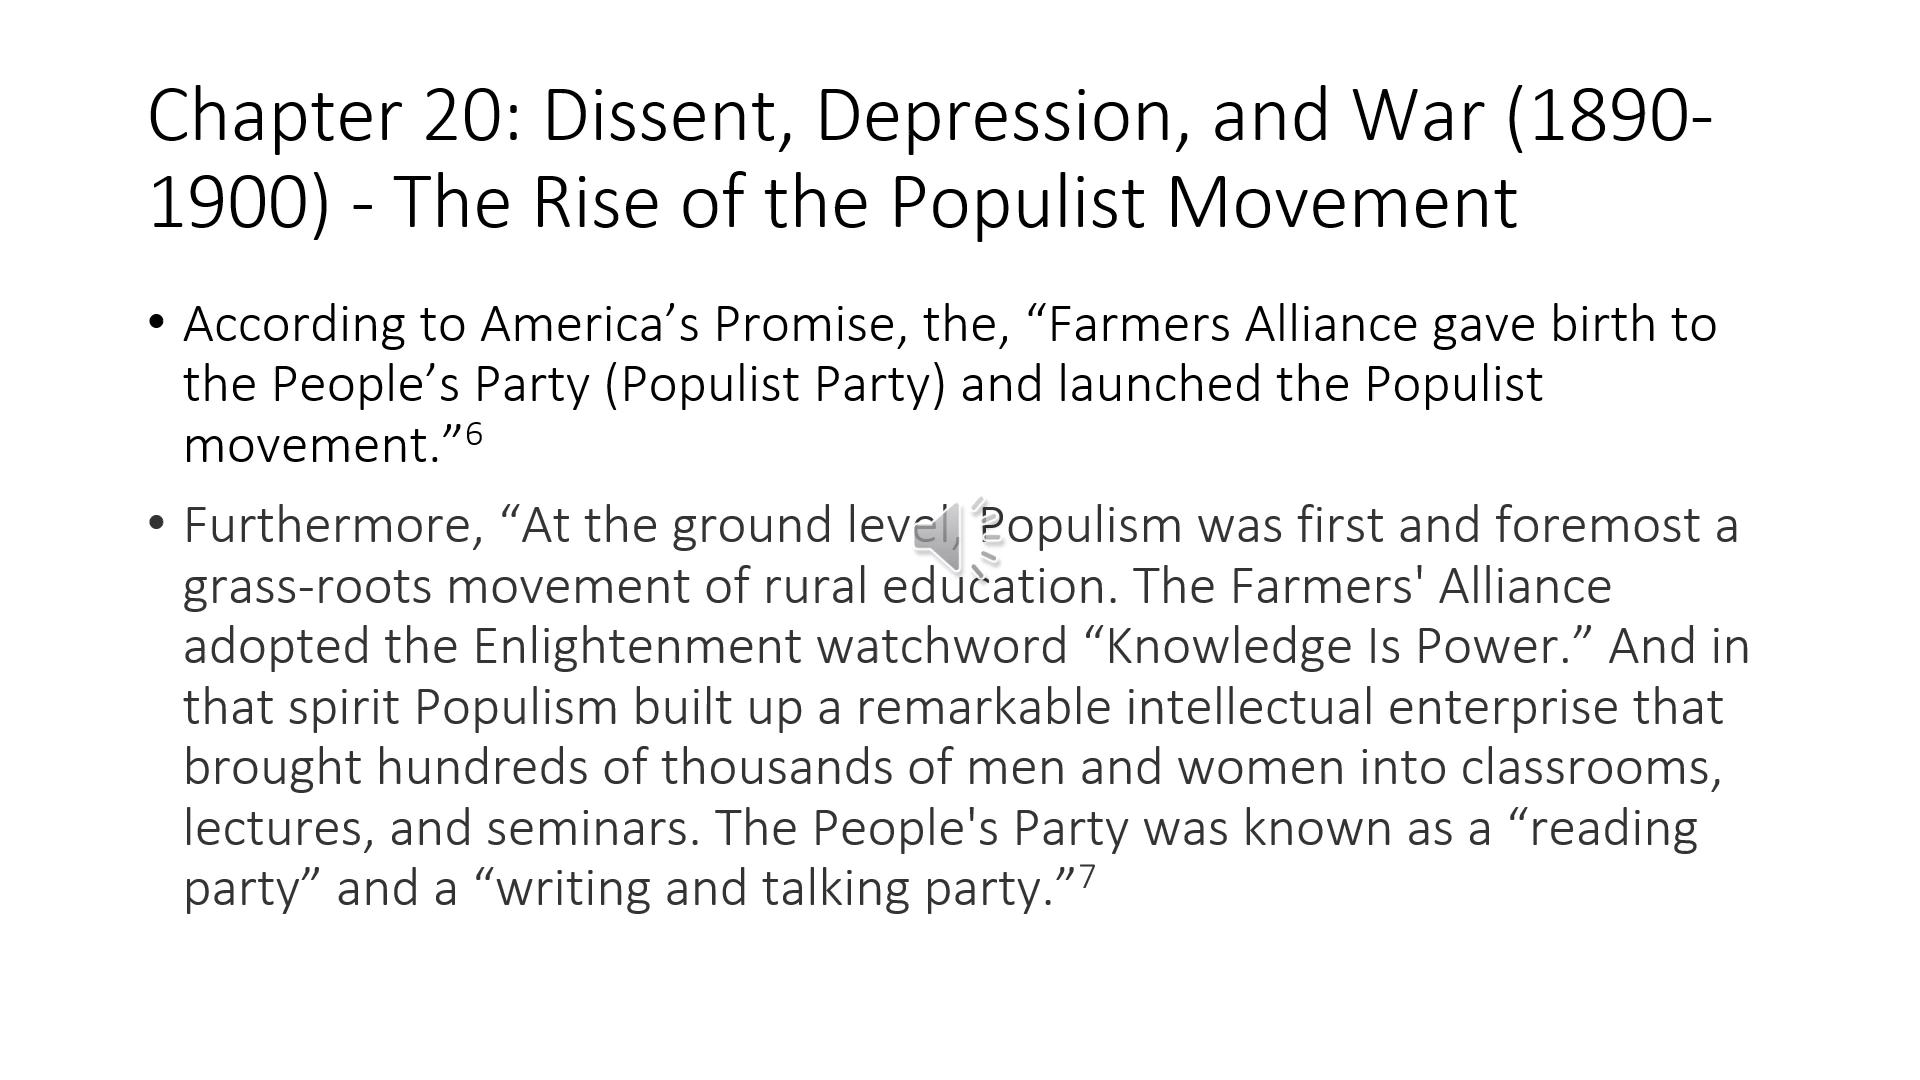 Chapter 20: Dissent, Depression, and War (1890-
1900) - The Rise of the Populist Movement
• According to America’s Promise, the, “Farmers Alliance gave birth to
the People’s Party (Populist Party) and launched the Populist
movement.”6
• Furthermore, “At the ground level, Populism was first and foremost a
grass-roots movement of rural education. The Farmers' Alliance
adopted the Enlightenment watchword “Knowledge Is Power.” And in
that spirit Populism built up a remarkable intellectual enterprise that
brought hundreds of thousands of men and women into classrooms,
lectures, and seminars. The People's Party was known as a “reading
party” and a “writing and talking party.”7